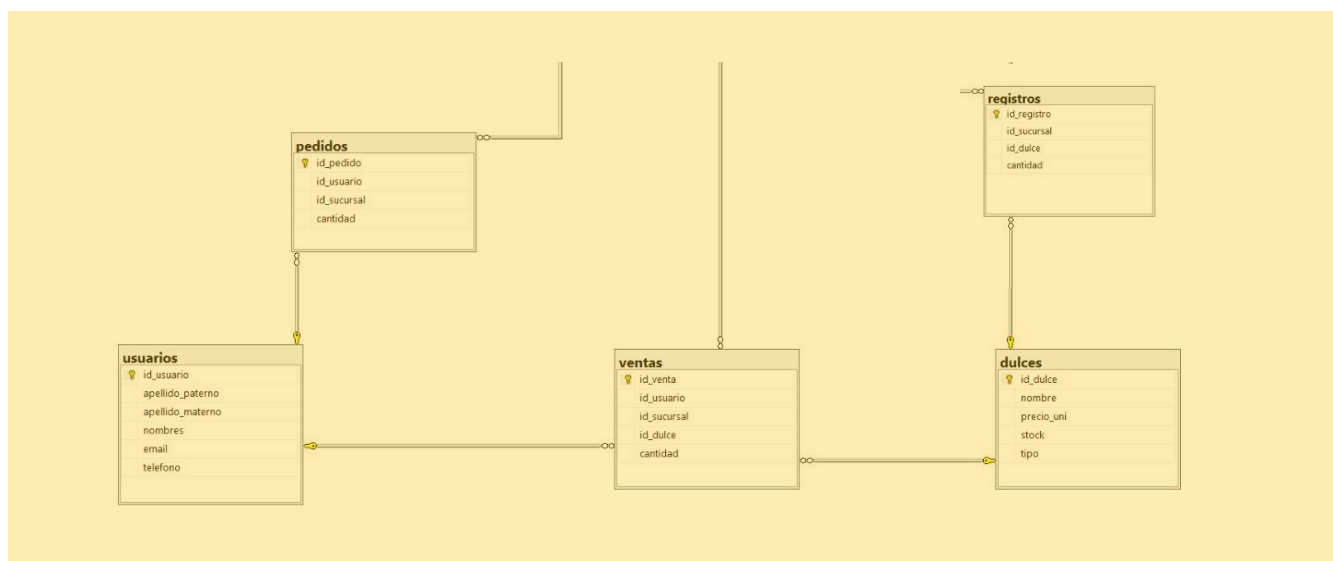 pedidos
id_pedido
id_usuario
id_sucursal
cantidad
registros
id_registro
id_sucursal
id_dulce
cantidad
usuarios
id_usuario
apellido_paterno
apellido_materno
nombres
email
telefono
ventas
id_venta
id_usuario
id_sucursal
id_dulce
cantidad
dulces
id_dulce
nombre
precio_uni
stock
tipo